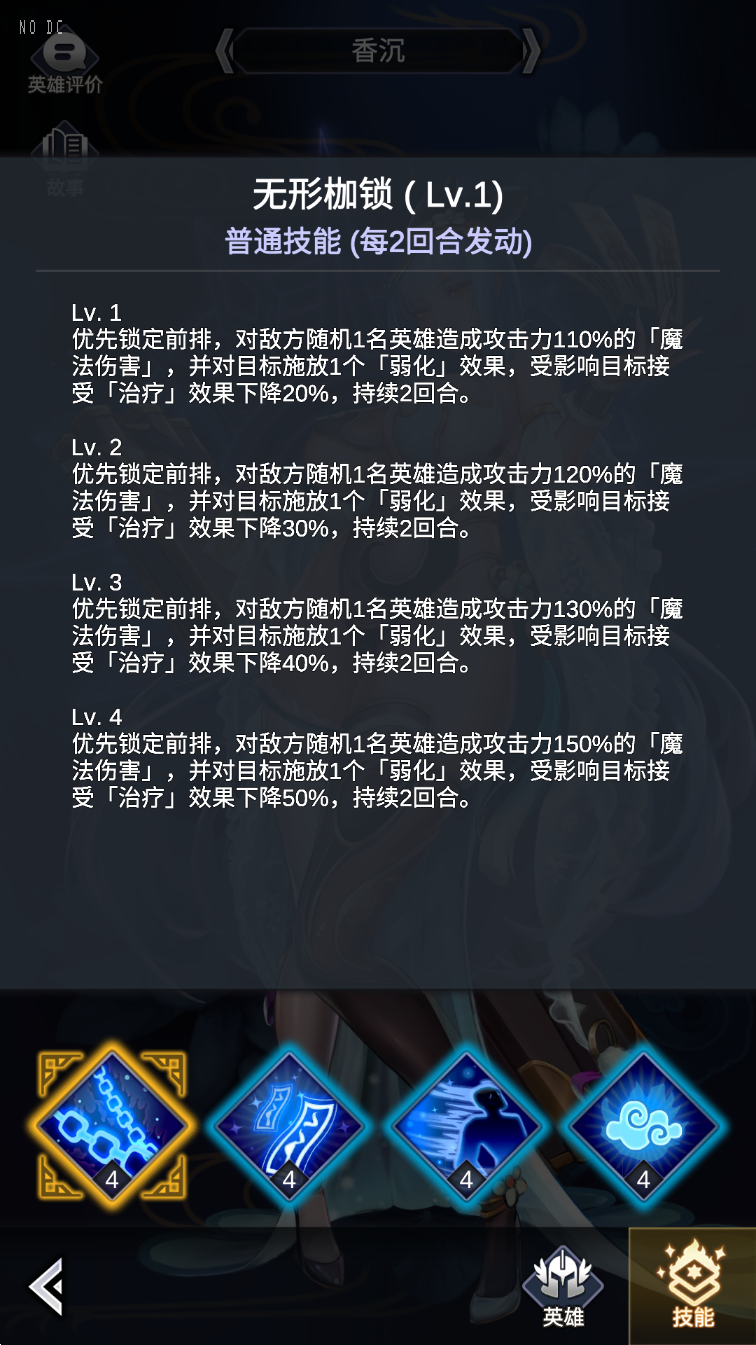 NO DC
英雄评价
香沉
故事
无形枷锁 ( Lv.1)
普通技能 (每2回合发动)
Lv. 1
优先锁定前排，对敌方随机1名英雄造成攻击力110%的「魔
法伤害」，并对目标施放1个「弱化」效果，受影响目标接
受「治疗」效果下降20%，持续2回合。
Lv. 2
优先锁定前排，对敌方随机1名英雄造成攻击力120%的「魔
法伤害」，并对目标施放1个「弱化」效果，受影响目标接
受「治疗」效果下降30%，持续2回合。
Lv. 3
优先锁定前排，对敌方随机1名英雄造成攻击力130%的「魔
法伤害」，并对目标施放1个「弱化」效果，受影响目标接
受「治疗」效果下降40%，持续2回合。
Lv. 4
优先锁定前排，对敌方随机1名英雄造成攻击力150%的「魔
法伤害」，并对目标施放1个「弱化」效果，受影响目标接
受「治疗」效果下降50%，持续2回合。
4
4
4
4
英雄
技能